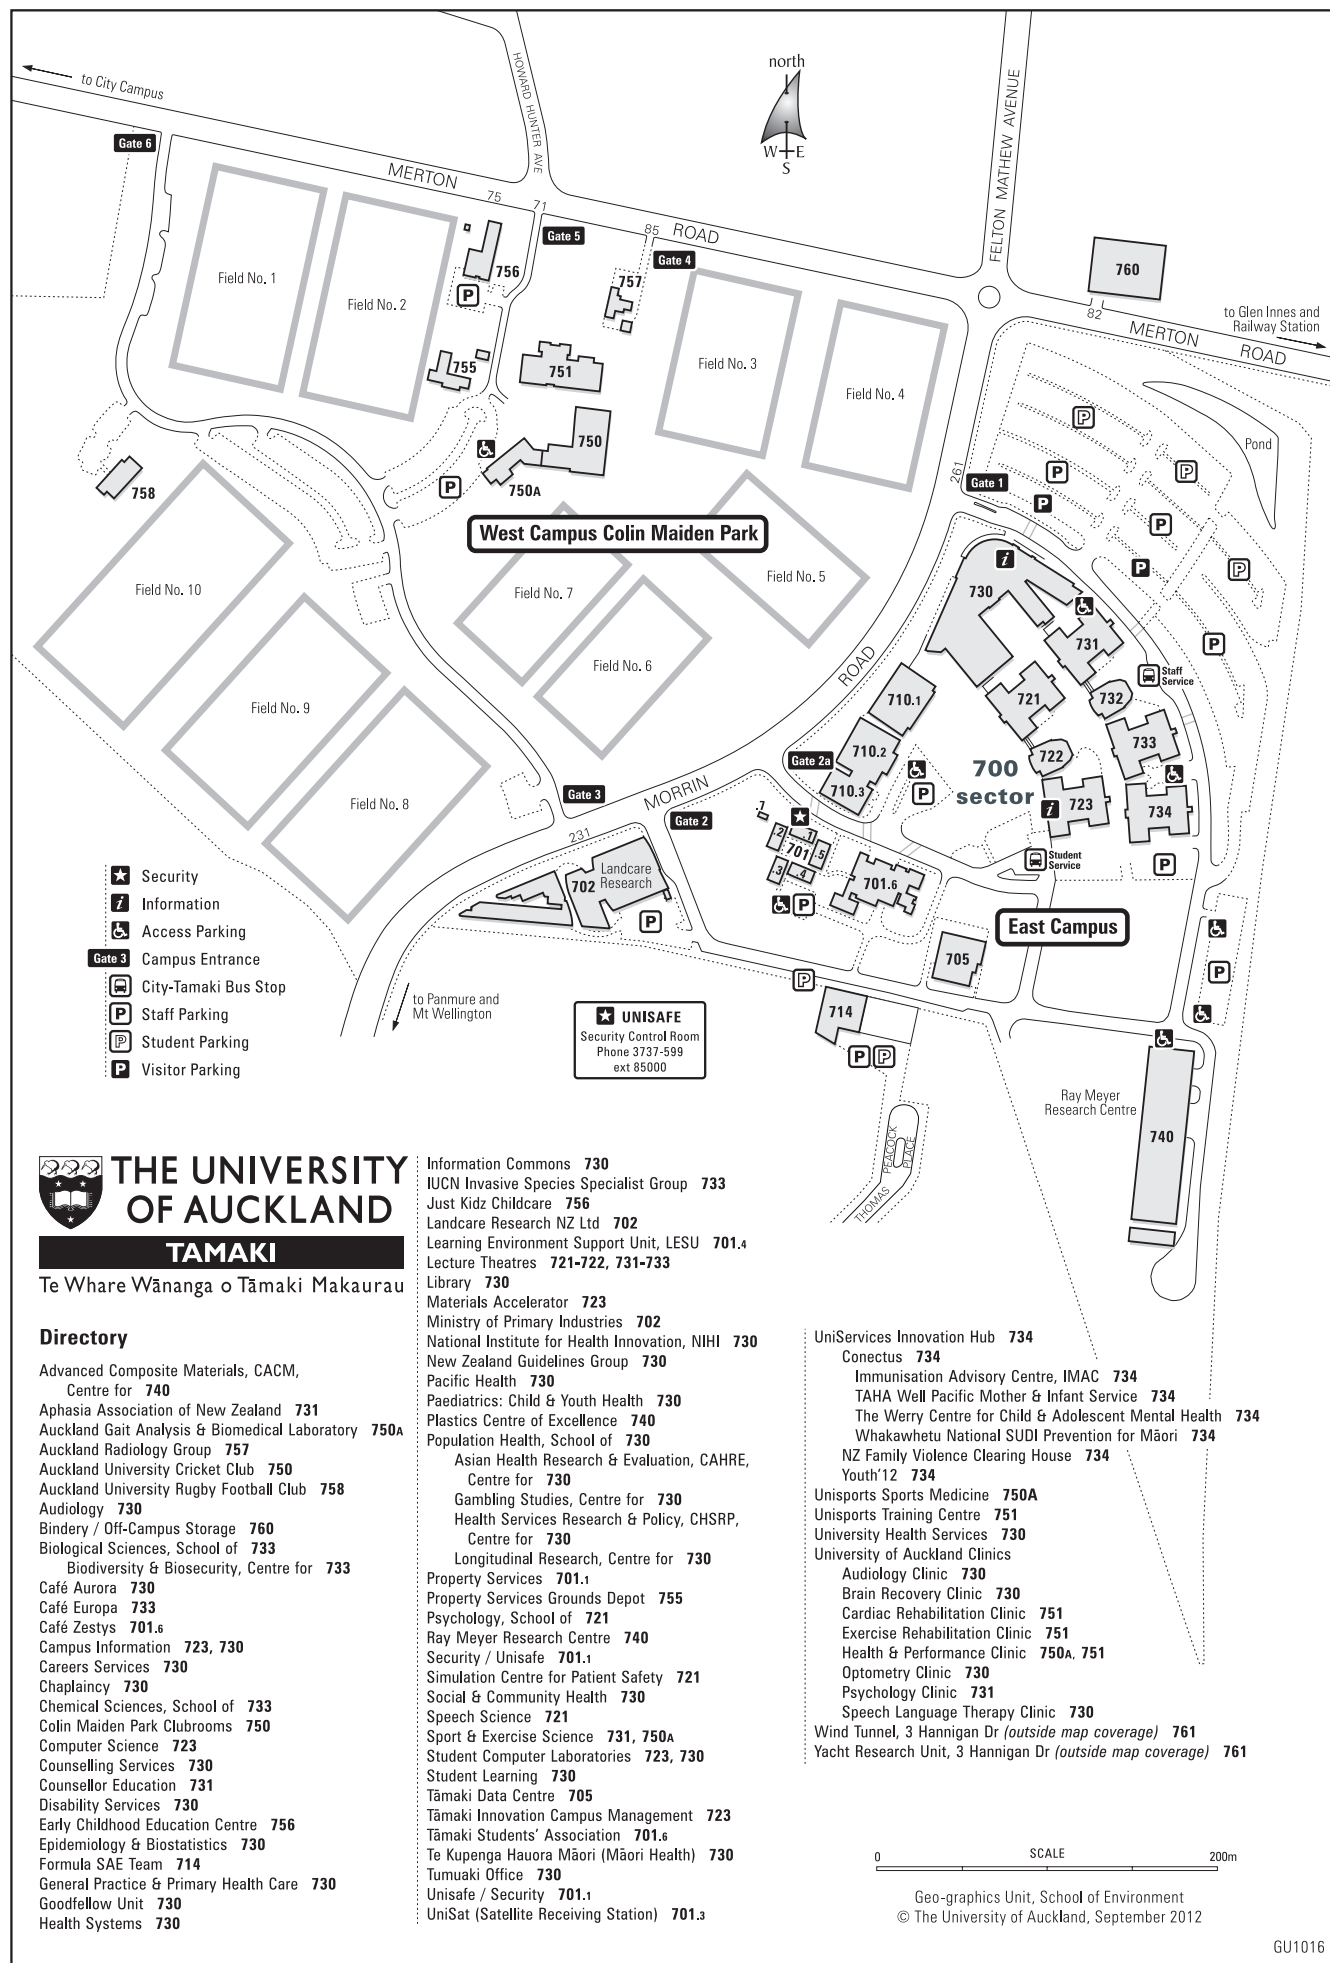 north
W E
S
to City Campus
HOWARD HUNTER AVE
FELTON MATHEW AVENUE
Gate 6
MERTON
75
71
Gate 5
85
ROAD
Gate 4
760
82
to Glen Innes and
Railway Station
MERTON
ROAD
Field No. 1
Field No. 2
756
P
757
755
751
Field No. 3
Field No. 4
P
Pond
750
750A
P
758
261
Gate 1
P
P
P
P
West Campus Colin Maiden Park
i
P
P
Field No. 10
Field No. 7
Field No. 5
730
731
P
Field No. 6
ROAD
Staff
Service
Field No. 9
710.1
721
732
710.2
733
722
Gate 2a
700
sector
P
710.3
i
723
734
Field No. 8
Gate 3
MORRIN
Gate 2
231
.7
.2
.1
701
.5
.3
.4
701.6
Student
Service
P
702
Landcare
Research
P
P
East Campus
705
P
P
714
P
P
to Panmure and
Mt Wellington
Ray Meyer
Research Centre
740
THOMAS
PEACOCK
PLACE
Security
i Information
Access Parking
Gate 3 Campus Entrance
City-Tamaki Bus Stop
P Staff Parking
P Student Parking
P Visitor Parking
UNISAFE
Security Control Room
Phone 3737-599
ext 85000
THE UNIVERSITY
OF AUCKLAND
TAMAKI
Te Whare Wānanga o Tāmaki Makaurau
Directory
Advanced Composite Materials, CACM,
Centre for 740
Aphasia Association of New Zealand 731
Auckland Gait Analysis & Biomedical Laboratory 750A
Auckland Radiology Group 757
Auckland University Cricket Club 750
Auckland University Rugby Football Club 758
Audiology 730
Bindery / Off-Campus Storage 760
Biological Sciences, School of 733
Biodiversity & Biosecurity, Centre for 733
Café Aurora 730
Café Europa 733
Café Zestys 701.6
Campus Information 723, 730
Careers Services 730
Chaplaincy 730
Chemical Sciences, School of 733
Colin Maiden Park Clubrooms 750
Computer Science 723
Counselling Services 730
Counsellor Education 731
Disability Services 730
Early Childhood Education Centre 756
Epidemiology & Biostatistics 730
Formula SAE Team 714
General Practice & Primary Health Care 730
Goodfellow Unit 730
Health Systems 730
Information Commons 730
IUCN Invasive Species Specialist Group 733
Just Kidz Childcare 756
Landcare Research NZ Ltd 702
Learning Environment Support Unit, LESU 701.4
Lecture Theatres 721-722, 731-733
Library 730
Materials Accelerator 723
Ministry of Primary Industries 702
National Institute for Health Innovation, NIHI 730
New Zealand Guidelines Group 730
Pacific Health 730
Paediatrics: Child & Youth Health 730
Plastics Centre of Excellence 740
Population Health, School of 730
Asian Health Research & Evaluation, CAHRE,
Centre for 730
Gambling Studies, Centre for 730
Health Services Research & Policy, CHSRP,
Centre for 730
Longitudinal Research, Centre for 730
Property Services 701.1
Property Services Grounds Depot 755
Psychology, School of 721
Ray Meyer Research Centre 740
Security / Unisafe 701.1
Simulation Centre for Patient Safety 721
Social & Community Health 730
Speech Science 721
Sport & Exercise Science 731, 750A
Student Computer Laboratories 723, 730
Student Learning 730
Tāmaki Data Centre 705
Tāmaki Innovation Campus Management 723
Tāmaki Students' Association 701.6
Te Kupenga Hauora Māori (Māori Health) 730
Tumuaki Office 730
Unisafe / Security 701.1
UniSat (Satellite Receiving Station) 701.3
UniServices Innovation Hub 734
Conectus 734
Immunisation Advisory Centre, IMAC 734
TAHA Well Pacific Mother & Infant Service 734
The Werry Centre for Child & Adolescent Mental Health 734
Whakawhetu National SUDI Prevention for Māori 734
NZ Family Violence Clearing House 734
Youth'12 734
Unisports Sports Medicine 750A
Unisports Training Centre 751
University Health Services 730
University of Auckland Clinics
Audiology Clinic 730
Brain Recovery Clinic 730
Cardiac Rehabilitation Clinic 751
Exercise Rehabilitation Clinic 751
Health & Performance Clinic 750A, 751
Optometry Clinic 730
Psychology Clinic 731
Speech Language Therapy Clinic 730
Wind Tunnel, 3 Hannigan Dr (outside map coverage) 761
Yacht Research Unit, 3 Hannigan Dr (outside map coverage) 761
SCALE
0 200m
Geo-graphics Unit, School of Environment
© The University of Auckland, September 2012
GU1016